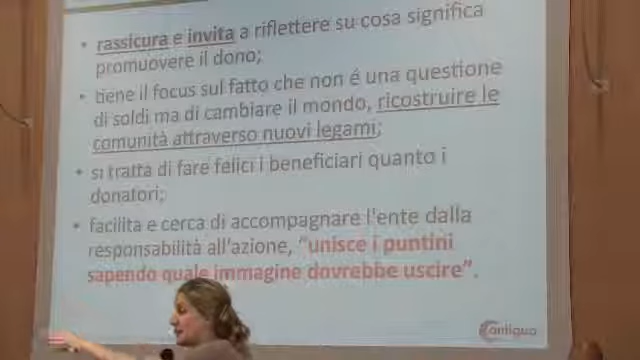 • rassicura e invita a riflettere su cosa significa
promuovere il dono;
• tiene il focus sul fatto che non é una questione
di soldi ma di cambiare il mondo, ricostruire le
comunità attraverso nuovi legami;
• si tratta di fare felici i beneficiari quanto i
donatori;
• facilita e cerca di accompagnare l'ente dalla
responsabilità all'azione, “unisce i puntini
sapendo quale immagine dovrebbe uscire”.